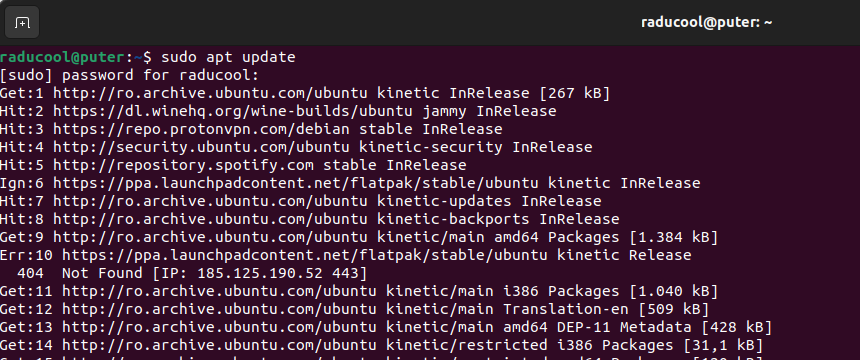 raducool@puter: ~
raducool@puter:~$ sudo apt update
[sudo] password for raducool:
Get:1 http://ro.archive.ubuntu.com/ubuntu kinetic InRelease [267 kB]
Hit:2 https://dl.winehq.org/wine-builds/ubuntu jammy InRelease
Hit:3 https://repo.protonvpn.com/debian stable InRelease
Hit:4 http://security.ubuntu.com/ubuntu kinetic-security InRelease
Hit:5 http://repository.spotify.com stable InRelease
Ign:6 https://ppa.launchpadcontent.net/flatpak/stable/ubuntu kinetic InRelease
Hit:7 http://ro.archive.ubuntu.com/ubuntu kinetic-updates InRelease
Hit:8 http://ro.archive.ubuntu.com/ubuntu kinetic-backports InRelease
Get:9 http://ro.archive.ubuntu.com/ubuntu kinetic/main amd64 Packages [1.384 kB]
Err:10 https://ppa.launchpadcontent.net/flatpak/stable/ubuntu kinetic Release
  404  Not Found [IP: 185.125.190.52 443]
Get:11 http://ro.archive.ubuntu.com/ubuntu kinetic/main i386 Packages [1.040 kB]
Get:12 http://ro.archive.ubuntu.com/ubuntu kinetic/main Translation-en [509 kB]
Get:13 http://ro.archive.ubuntu.com/ubuntu kinetic/main amd64 DEP-11 Metadata [428 kB]
Get:14 http://ro.archive.ubuntu.com/ubuntu kinetic/restricted i386 Packages [31,1 kB]